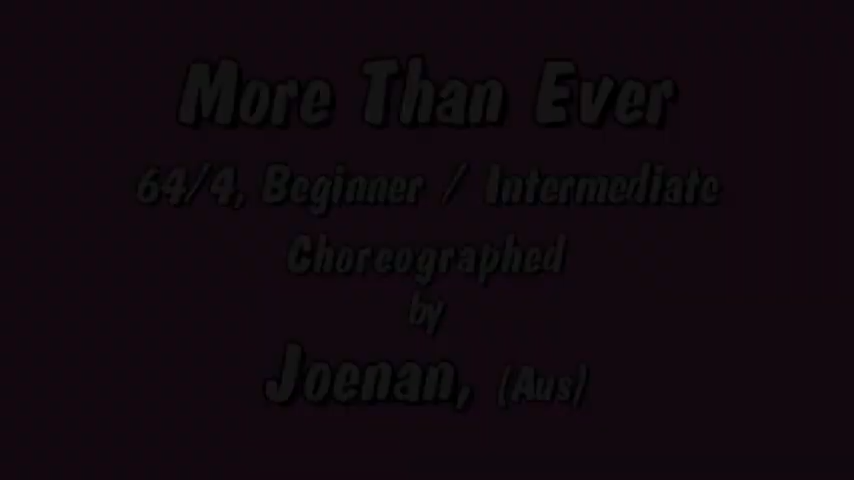 More Than Ever
64/4, Beginner / Intermediate
Choreographed
by
Joenan, (Aus)